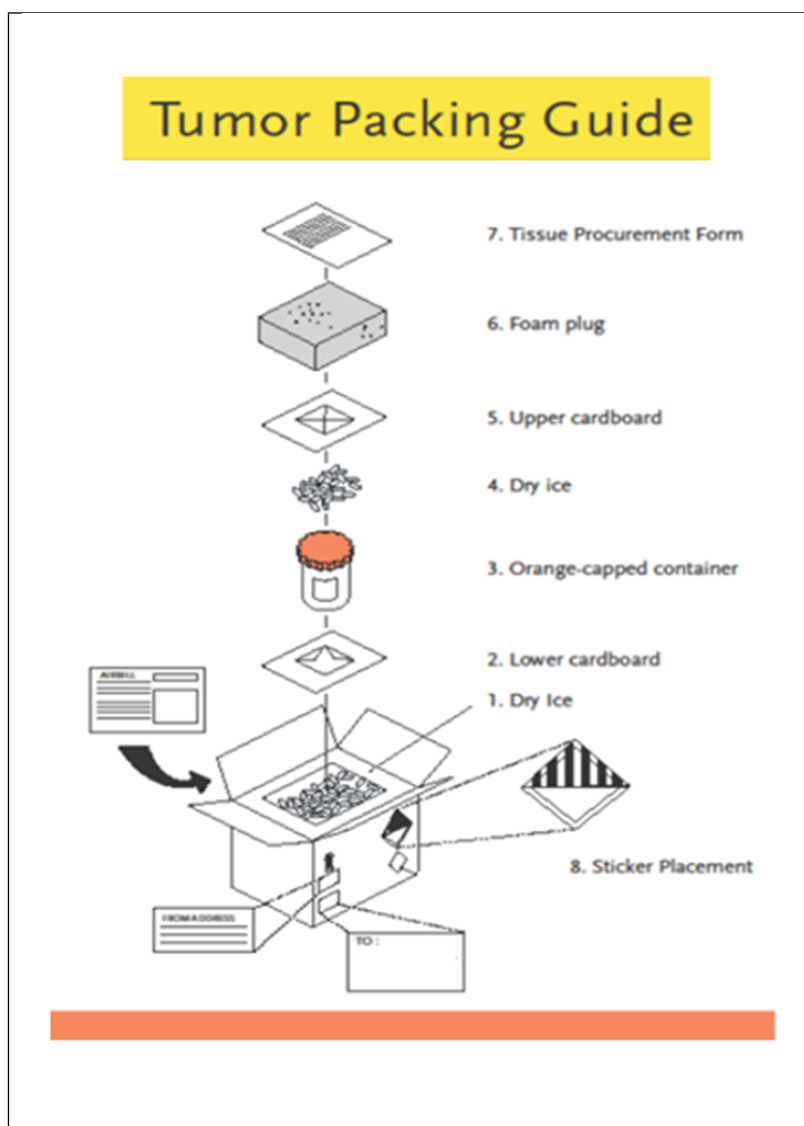 Tumor Packing Guide
7. Tissue Procurement Form
6. Foam plug
5. Upper cardboard
4. Dry ice
3. Orange-capped container
2. Lower cardboard
AIRBILL
1. Dry Ice
8. Sticker Placement
FROM ADDRESS
TO :